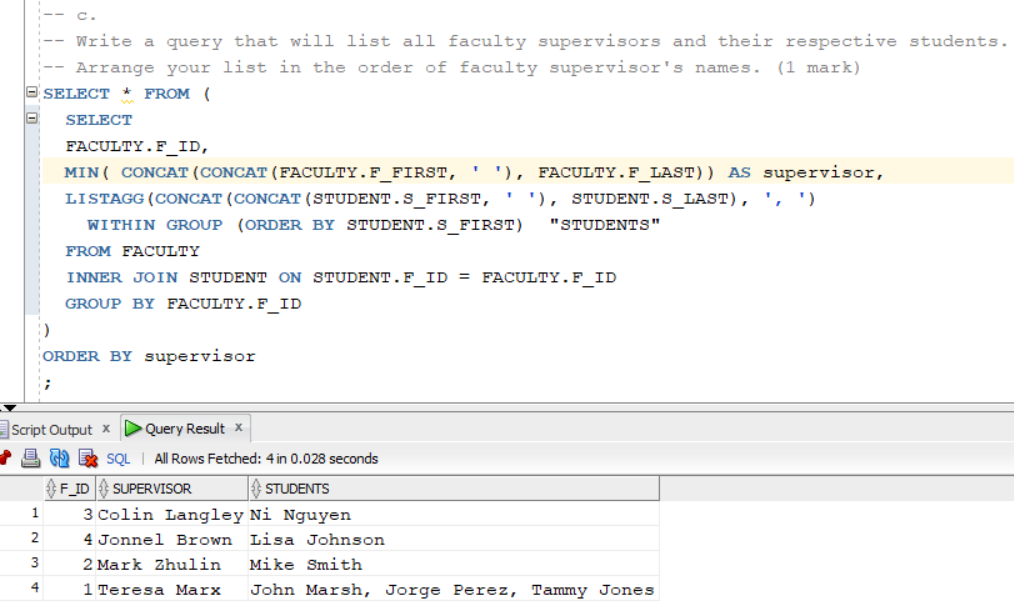 -- c.
-- Write a query that will list all faculty supervisors and their respective students.
-- Arrange your list in the order of faculty supervisor's names. (1 mark)
SELECT * FROM (
SELECT
FACULTY.F_ID,
MIN( CONCAT(CONCAT(FACULTY.F_FIRST, ' '), FACULTY.F_LAST)) AS supervisor,
LISTAGG(CONCAT(CONCAT(STUDENT.S_FIRST, ' '), STUDENT.S_LAST), ', ')
WITHIN GROUP (ORDER BY STUDENT.S_FIRST)  "STUDENTS"
FROM FACULTY
INNER JOIN STUDENT ON STUDENT.F_ID = FACULTY.F_ID
GROUP BY FACULTY.F_ID
)
ORDER BY supervisor
;
Script Output x Query Result x
SQL | All Rows Fetched: 4 in 0.028 seconds
F_ID SUPERVISOR STUDENTS
1 3 Colin Langley Ni Nguyen
2 4 Jonnel Brown Lisa Johnson
3 2 Mark Zhulin Mike Smith
4 1 Teresa Marx John Marsh, Jorge Perez, Tammy Jones